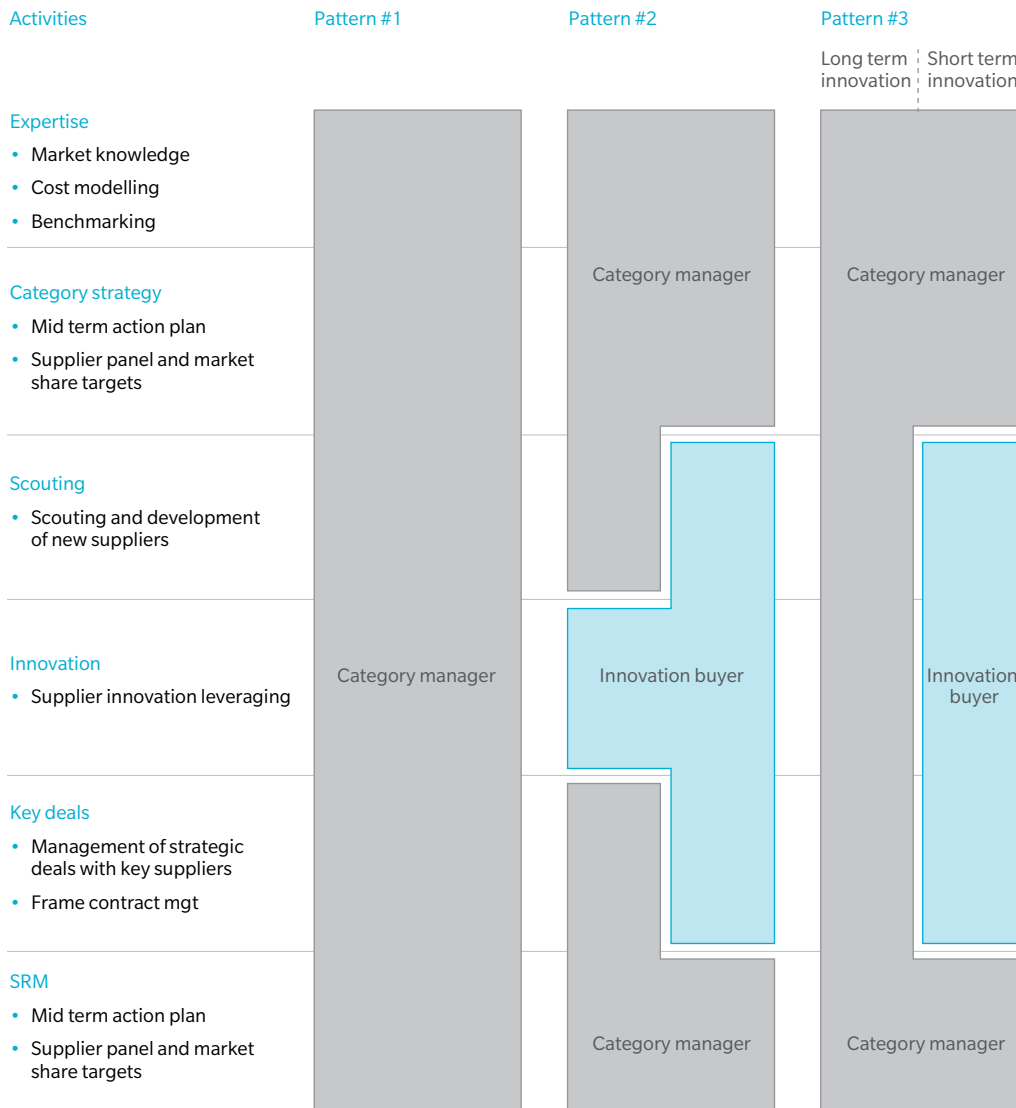 Activities
Pattern #1
Pattern #2
Pattern #3
Long term
innovation
Short term
innovation
Expertise
• Market knowledge
• Cost modelling
• Benchmarking
Category manager
Category manager
Category strategy
• Mid term action plan
• Supplier panel and market
share targets
Scouting
• Scouting and development
of new suppliers
Innovation
• Supplier innovation leveraging
Category manager
Innovation buyer
Innovation
buyer
Key deals
• Management of strategic
deals with key suppliers
• Frame contract mgt
SRM
• Mid term action plan
• Supplier panel and market
share targets
Category manager
Category manager